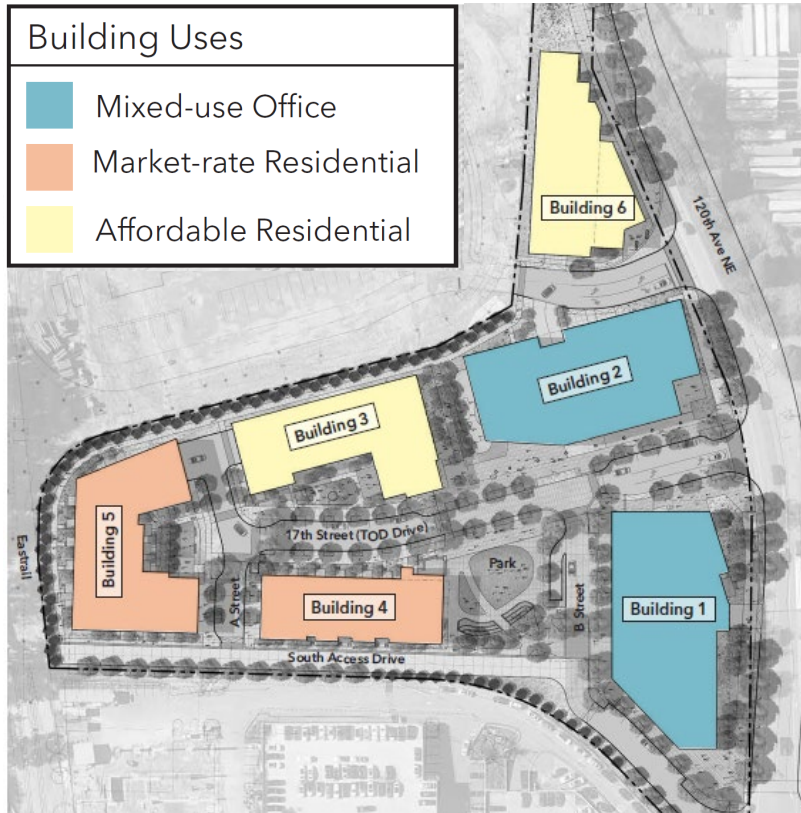 Building Uses
Mixed-use Office
Market-rate Residential
Affordable Residential
Building 6
120th Ave NE
Building 2
Building 3
Building 5
Eastrail
17th Street (TOD Drive)
Park
A Street
Building 4
B Street
Building 1
South Access Drive